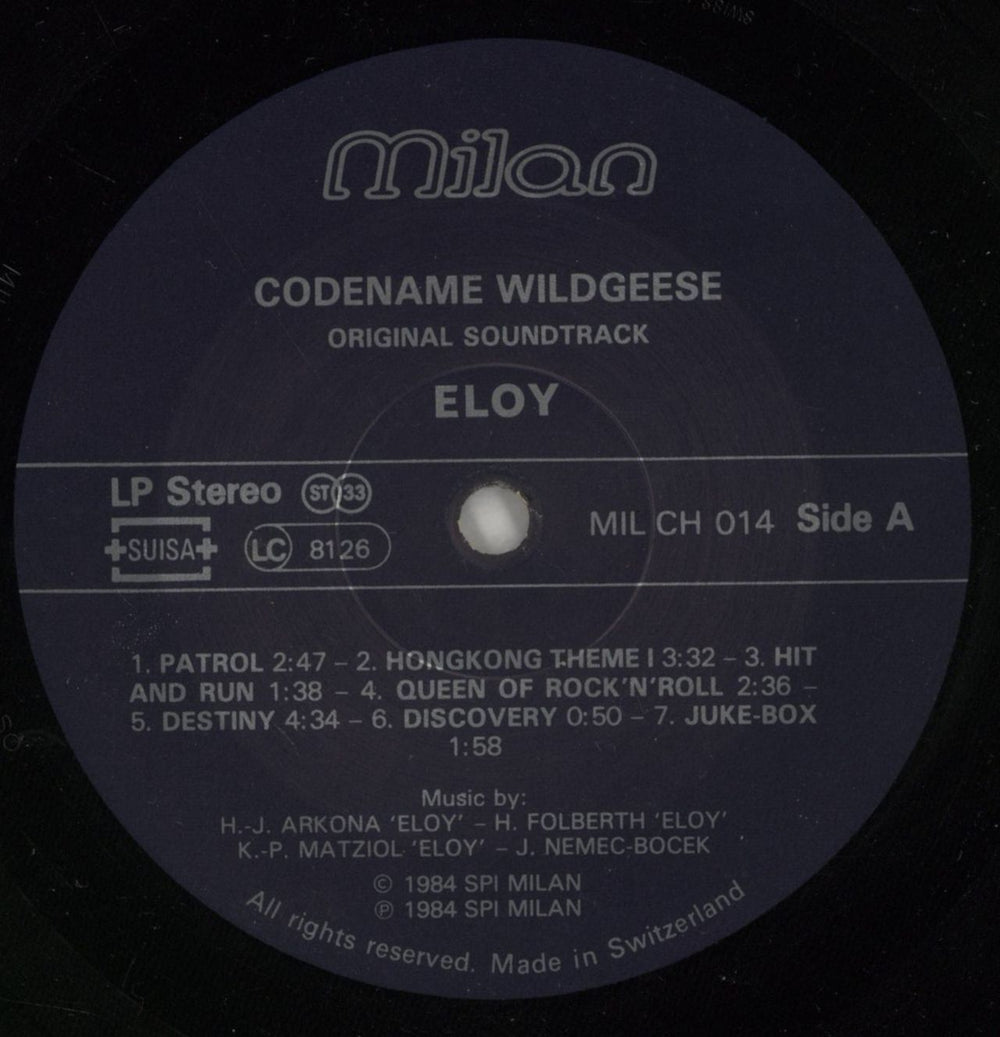 Milan
CODENAME WILDGEESE
ORIGINAL SOUNDTRACK
ELOY
LP Stereo ST 33
SUISA LC 8126
MIL CH 014 Side A
1. PATROL 2:47 – 2. HONGKONG THEME I 3:32 – 3. HIT
AND RUN 1:38 – 4. QUEEN OF ROCK'N'ROLL 2:36 –
5. DESTINY 4:34 – 6. DISCOVERY 0:50 – 7. JUKE-BOX
1:58
Music by:
H.-J. ARKONA 'ELOY' – H. FOLBERTH 'ELOY'
K.-P. MATZIOL 'ELOY' – J. NEMEC-BOCEK
© 1984 SPI MILAN
℗ 1984 SPI MILAN
All rights reserved. Made in Switzerland